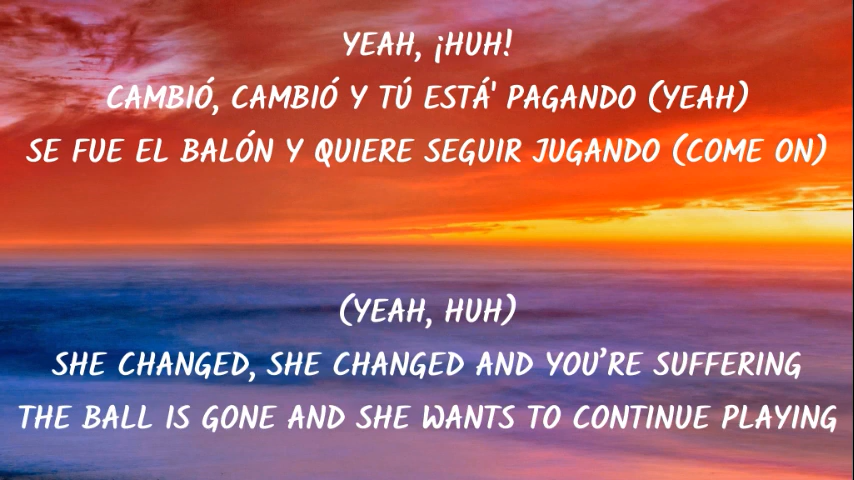 YEAH, ¡HUH!
CAMBIÓ, CAMBIÓ Y TÚ ESTÁ' PAGANDO (YEAH)
SE FUE EL BALÓN Y QUIERE SEGUIR JUGANDO (COME ON)
(YEAH, HUH)
SHE CHANGED, SHE CHANGED AND YOU’RE SUFFERING
THE BALL IS GONE AND SHE WANTS TO CONTINUE PLAYING